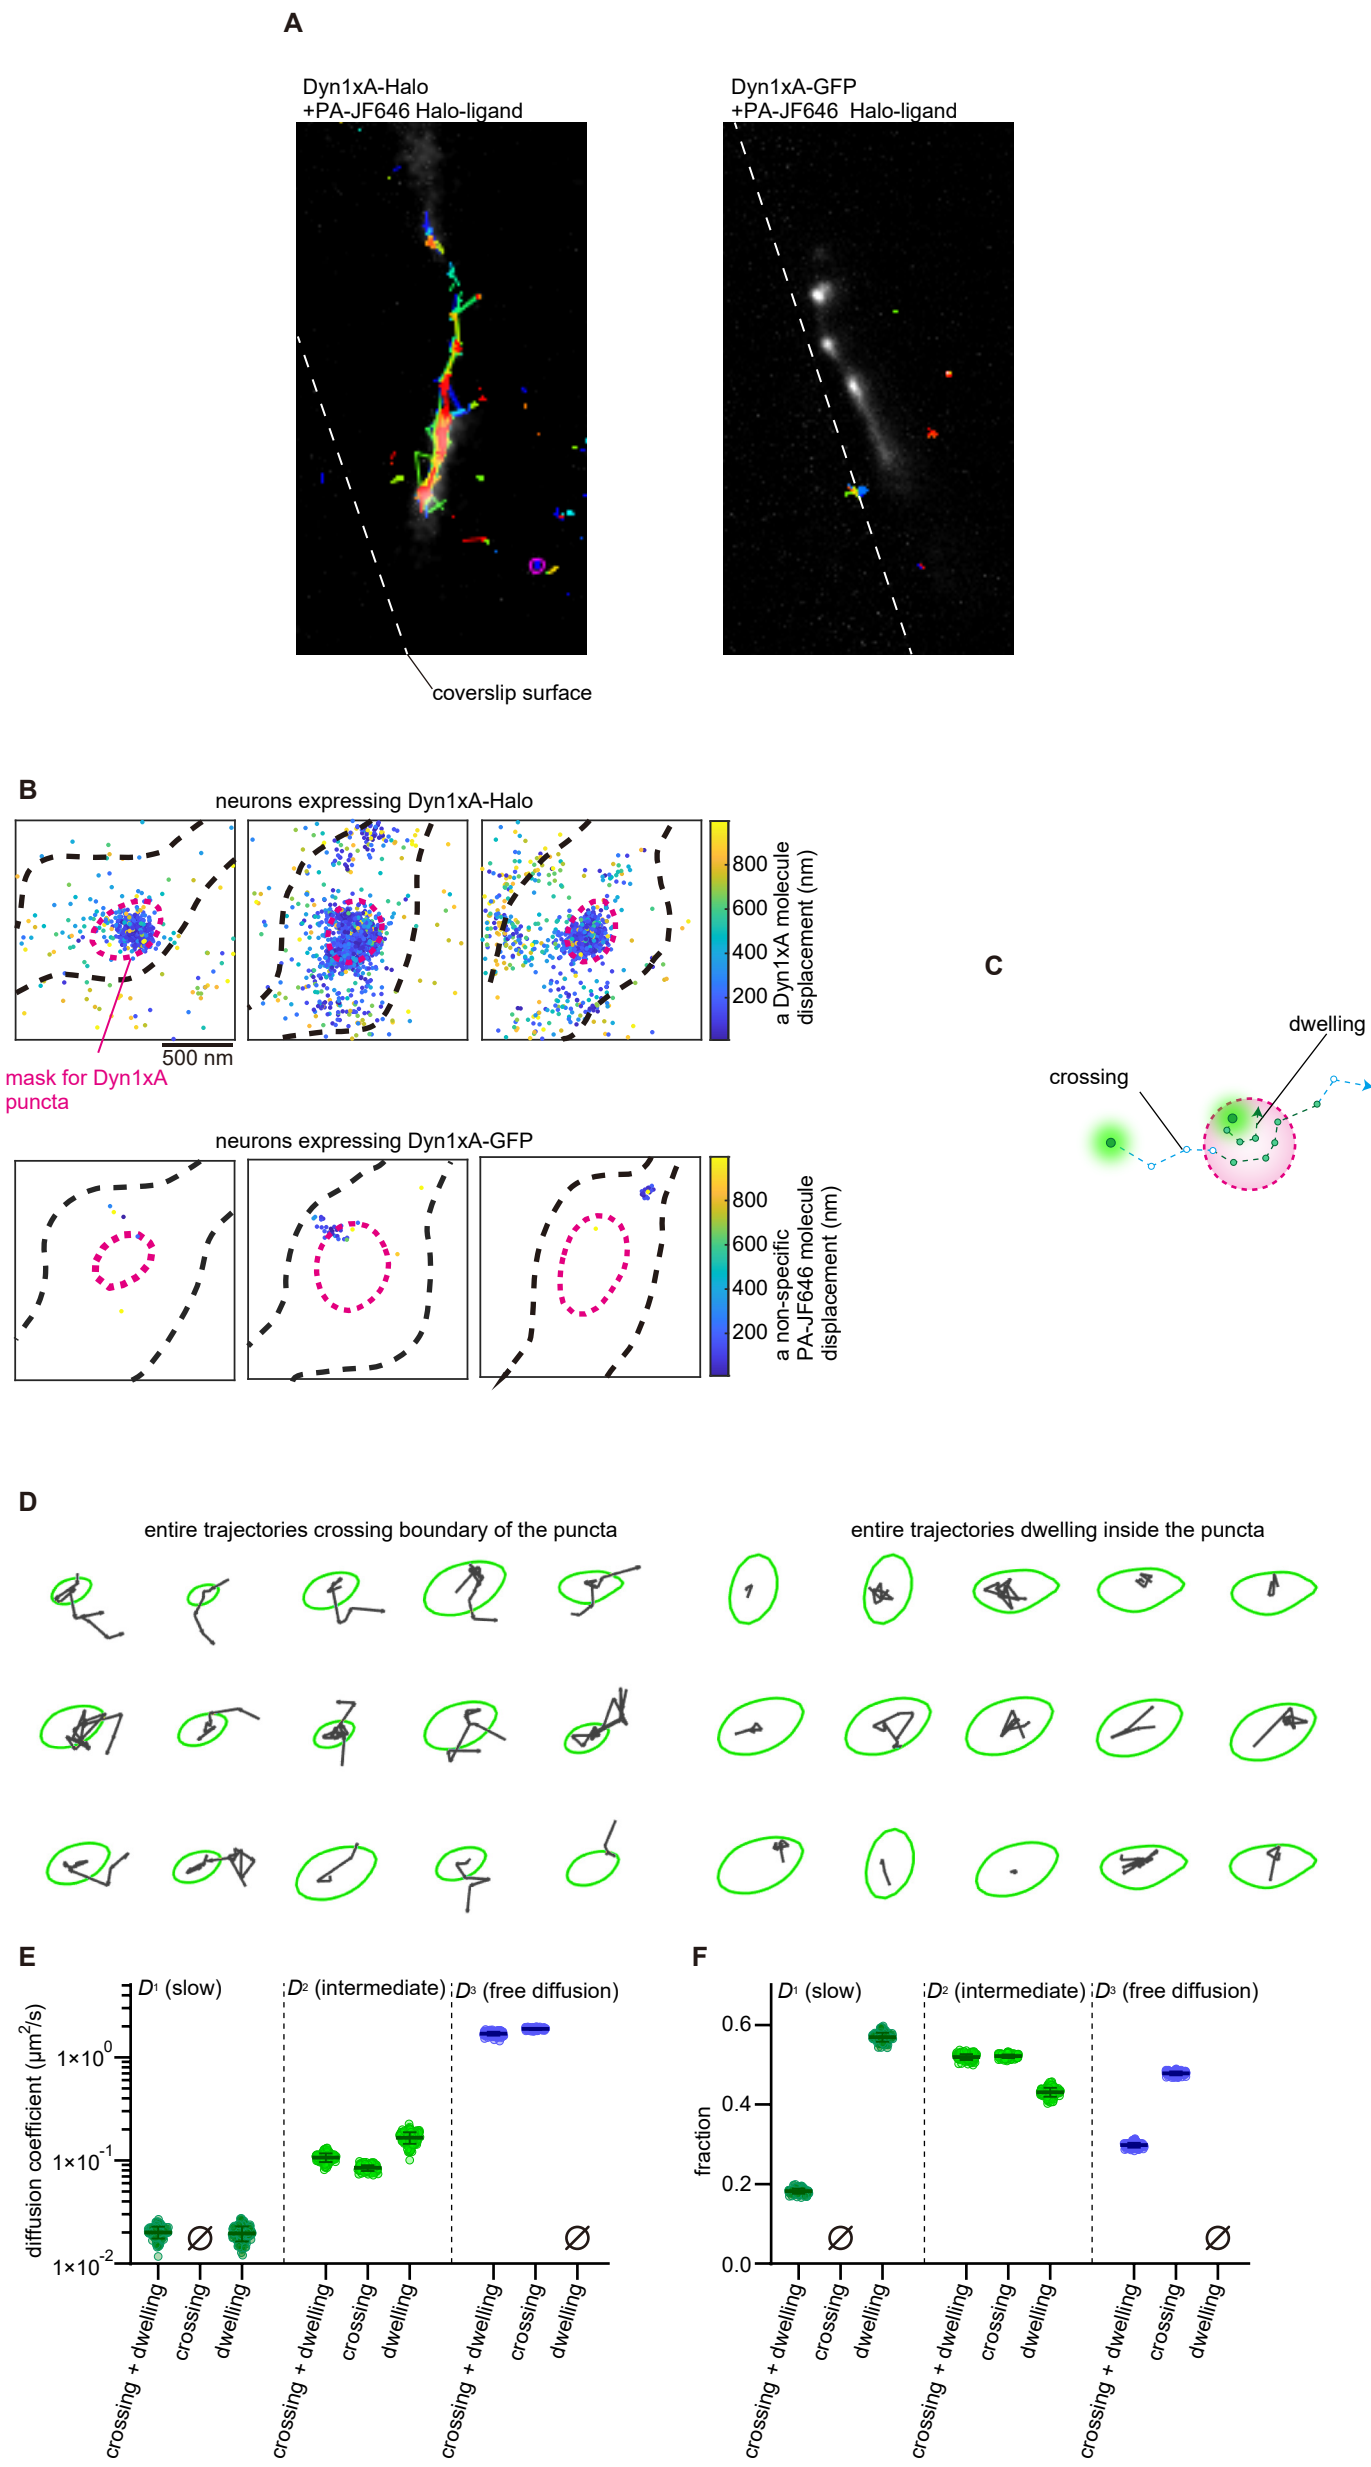 A
Dyn1xA-Halo
+PA-JF646 Halo-ligand
Dyn1xA-GFP
+PA-JF646 Halo-ligand
coverslip surface
B
neurons expressing Dyn1xA-Halo
800
600
400
200
a Dyn1xA molecule
displacement (nm)
500 nm
mask for Dyn1xA
puncta
neurons expressing Dyn1xA-GFP
800
600
400
200
a non-specific
PA-JF646 molecule
displacement (nm)
C
dwelling
crossing
D
entire trajectories crossing boundary of the puncta
entire trajectories dwelling inside the puncta
E
D¹ (slow)
D² (intermediate)
D³ (free diffusion)
diffusion coefficient (μm²/s)
1×10⁰
1×10⁻¹
1×10⁻²
∅
∅
crossing + dwelling
crossing
dwelling
crossing + dwelling
crossing
dwelling
crossing + dwelling
crossing
dwelling
F
D¹ (slow)
D² (intermediate)
D³ (free diffusion)
fraction
0.6
0.4
0.2
0.0
∅
∅
crossing + dwelling
crossing
dwelling
crossing + dwelling
crossing
dwelling
crossing + dwelling
crossing
dwelling